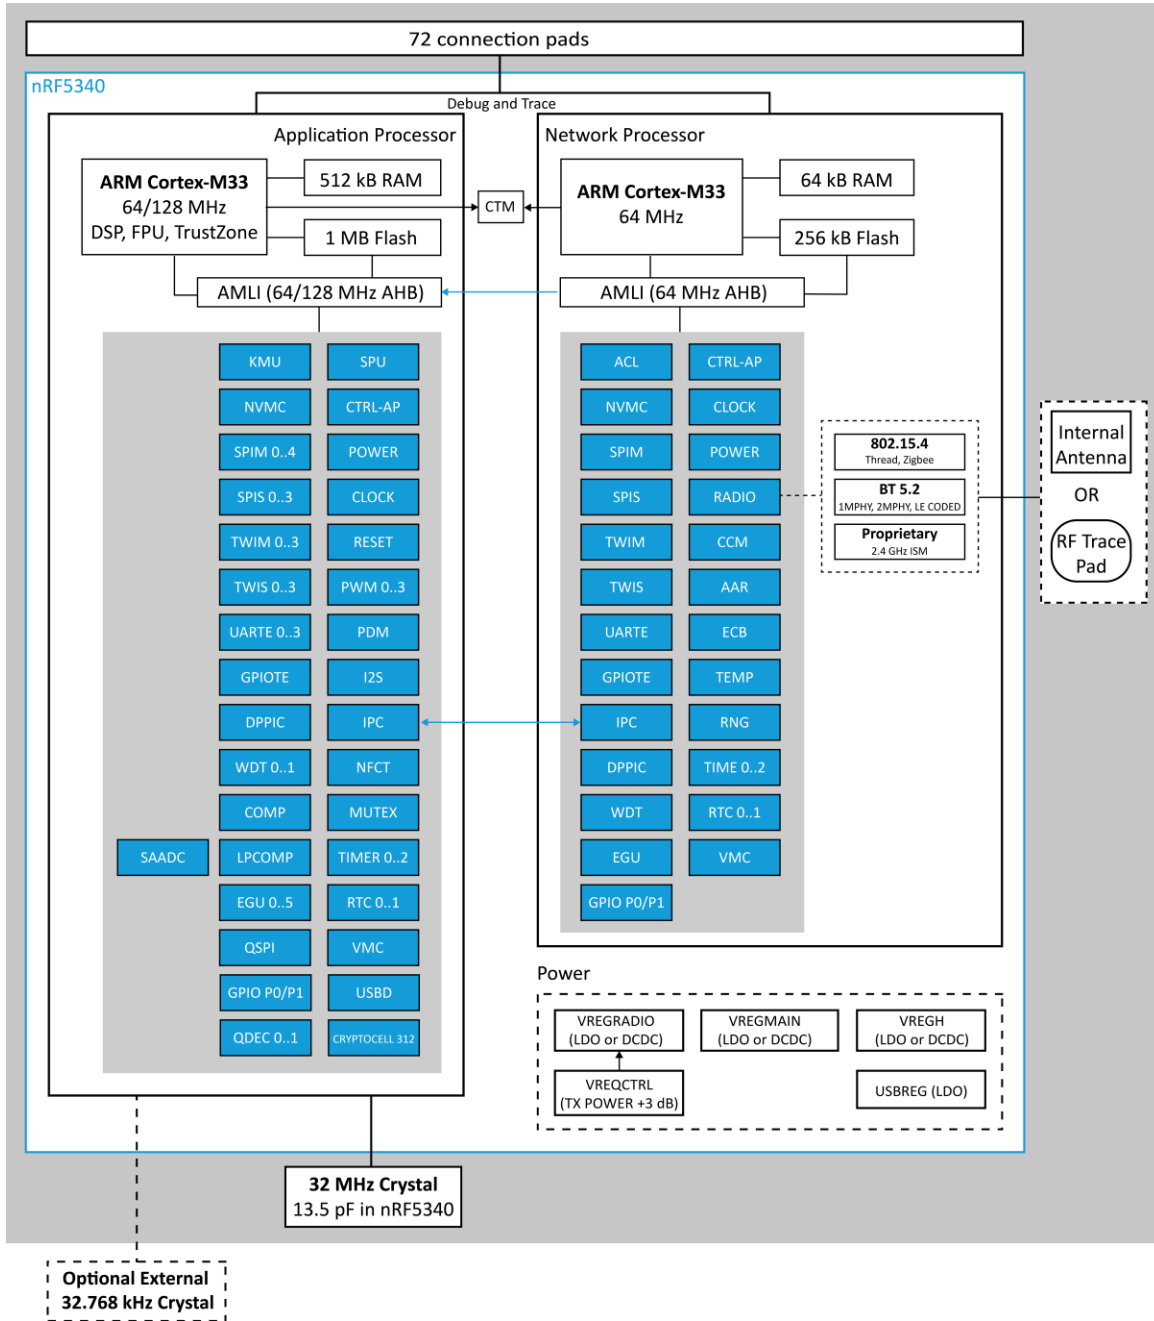 72 connection pads
nRF5340
Debug and Trace
Application Processor
ARM Cortex-M33
64/128 MHz
DSP, FPU, TrustZone
512 kB RAM
1 MB Flash
AMLI (64/128 MHz AHB)
CTM
Network Processor
ARM Cortex-M33
64 MHz
64 kB RAM
256 kB Flash
AMLI (64 MHz AHB)
KMU
SPU
NVMC
CTRL-AP
SPIM 0..4
POWER
SPIS 0..3
CLOCK
TWIM 0..3
RESET
TWIS 0..3
PWM 0..3
UARTE 0..3
PDM
GPIOTE
I2S
DPPIC
IPC
WDT 0..1
NFCT
COMP
MUTEX
SAADC
LPCOMP
TIMER 0..2
EGU 0..5
RTC 0..1
QSPI
VMC
GPIO P0/P1
USBD
QDEC 0..1
CRYPTOCELL 312
ACL
CTRL-AP
NVMC
CLOCK
SPIM
POWER
SPIS
RADIO
TWIM
CCM
TWIS
AAR
UARTE
ECB
GPIOTE
TEMP
IPC
RNG
DPPIC
TIME 0..2
WDT
RTC 0..1
EGU
VMC
GPIO P0/P1
802.15.4
Thread, Zigbee
BT 5.2
1MPHY, 2MPHY, LE CODED
Proprietary
2.4 GHz ISM
Internal
Antenna
OR
RF Trace
Pad
Power
VREGRADIO
(LDO or DCDC)
VREGMAIN
(LDO or DCDC)
VREGH
(LDO or DCDC)
VREQCTRL
(TX POWER +3 dB)
USBREG (LDO)
32 MHz Crystal
13.5 pF in nRF5340
Optional External
32.768 kHz Crystal